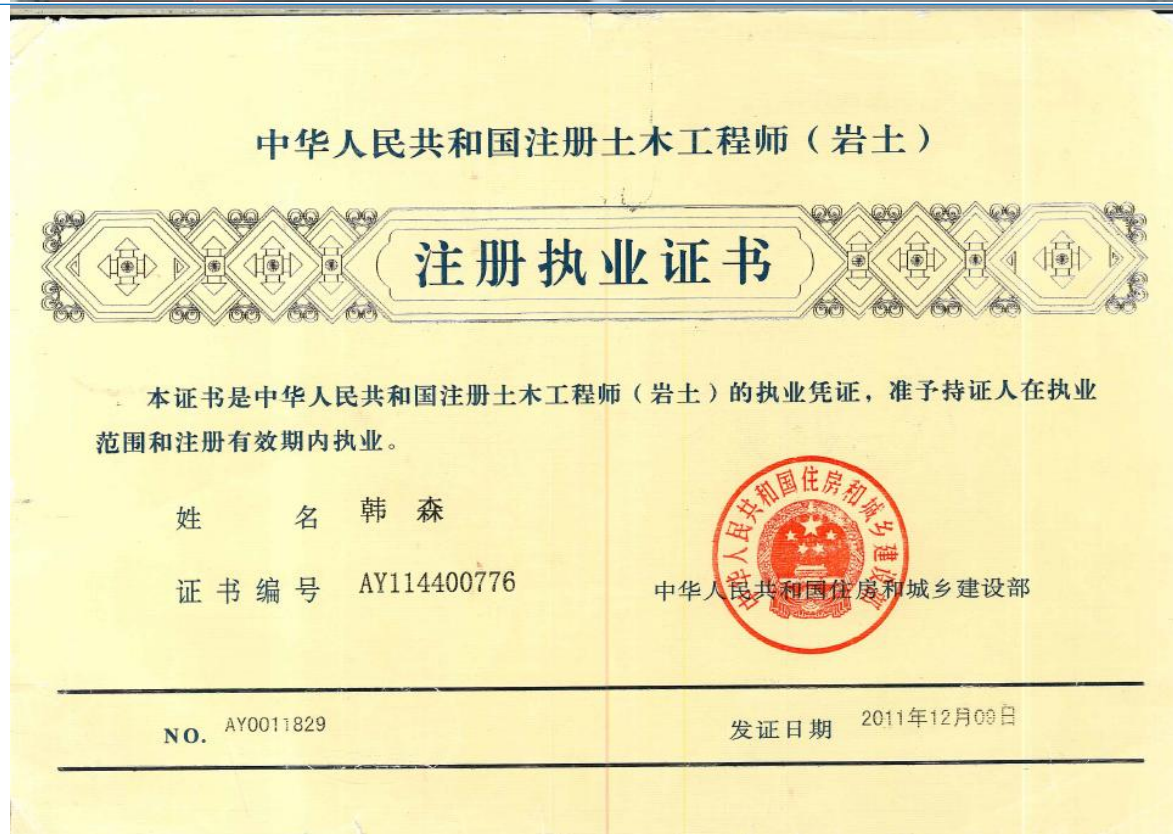 中华人民共和国注册土木工程师（岩土）
注册执业证书
本证书是中华人民共和国注册土木工程师（岩土）的执业凭证，准予持证人在执业
范围和注册有效期内执业。
姓 名 韩 森
证书编号 AY114400776
中华人民共和国住房和城乡建设部
中华人民共和国住房和城乡建设部
NO. AY0011829
发证日期 2011年12月09日